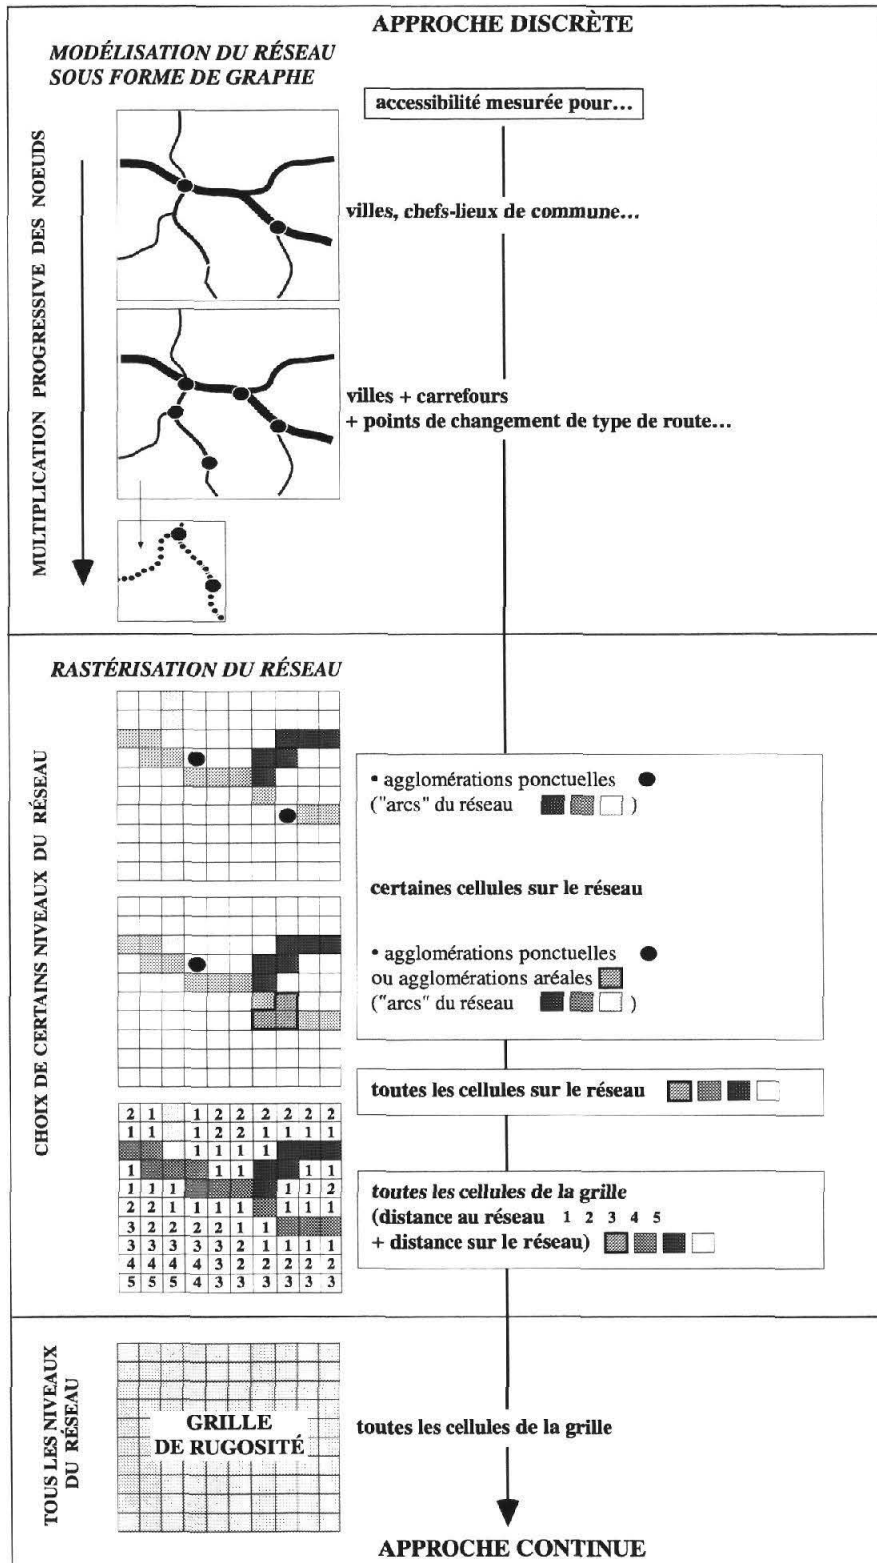 APPROCHE DISCRÈTE
MODÉLISATION DU RÉSEAU
SOUS FORME DE GRAPHE
accessibilité mesurée pour...
MULTIPLICATION PROGRESSIVE DES NOEUDS
villes, chefs-lieux de commune...
villes + carrefours
+ points de changement de type de route...
RASTÉRISATION DU RÉSEAU
CHOIX DE CERTAINS NIVEAUX DU RÉSEAU
• agglomérations ponctuelles
("arcs" du réseau )
certaines cellules sur le réseau
• agglomérations ponctuelles
ou agglomérations aréales
("arcs" du réseau )
toutes les cellules sur le réseau
2 1 1 2 2 2 2 2 2
1 1 1 2 2 1 1 1 1
1 1 1 1
1 1 1 1 1
1 1 1 1 1 2
2 2 1 1 1 1 1 1 1
3 2 2 2 2 1 1
3 3 3 3 3 2 1 1 1 1
4 4 4 4 3 3 2 2 2 2
5 5 5 4 3 3 3 3 3 3
toutes les cellules de la grille
(distance au réseau 1 2 3 4 5
+ distance sur le réseau)
TOUS LES NIVEAUX
DU RÉSEAU
GRILLE
DE RUGOSITÉ
toutes les cellules de la grille
APPROCHE CONTINUE